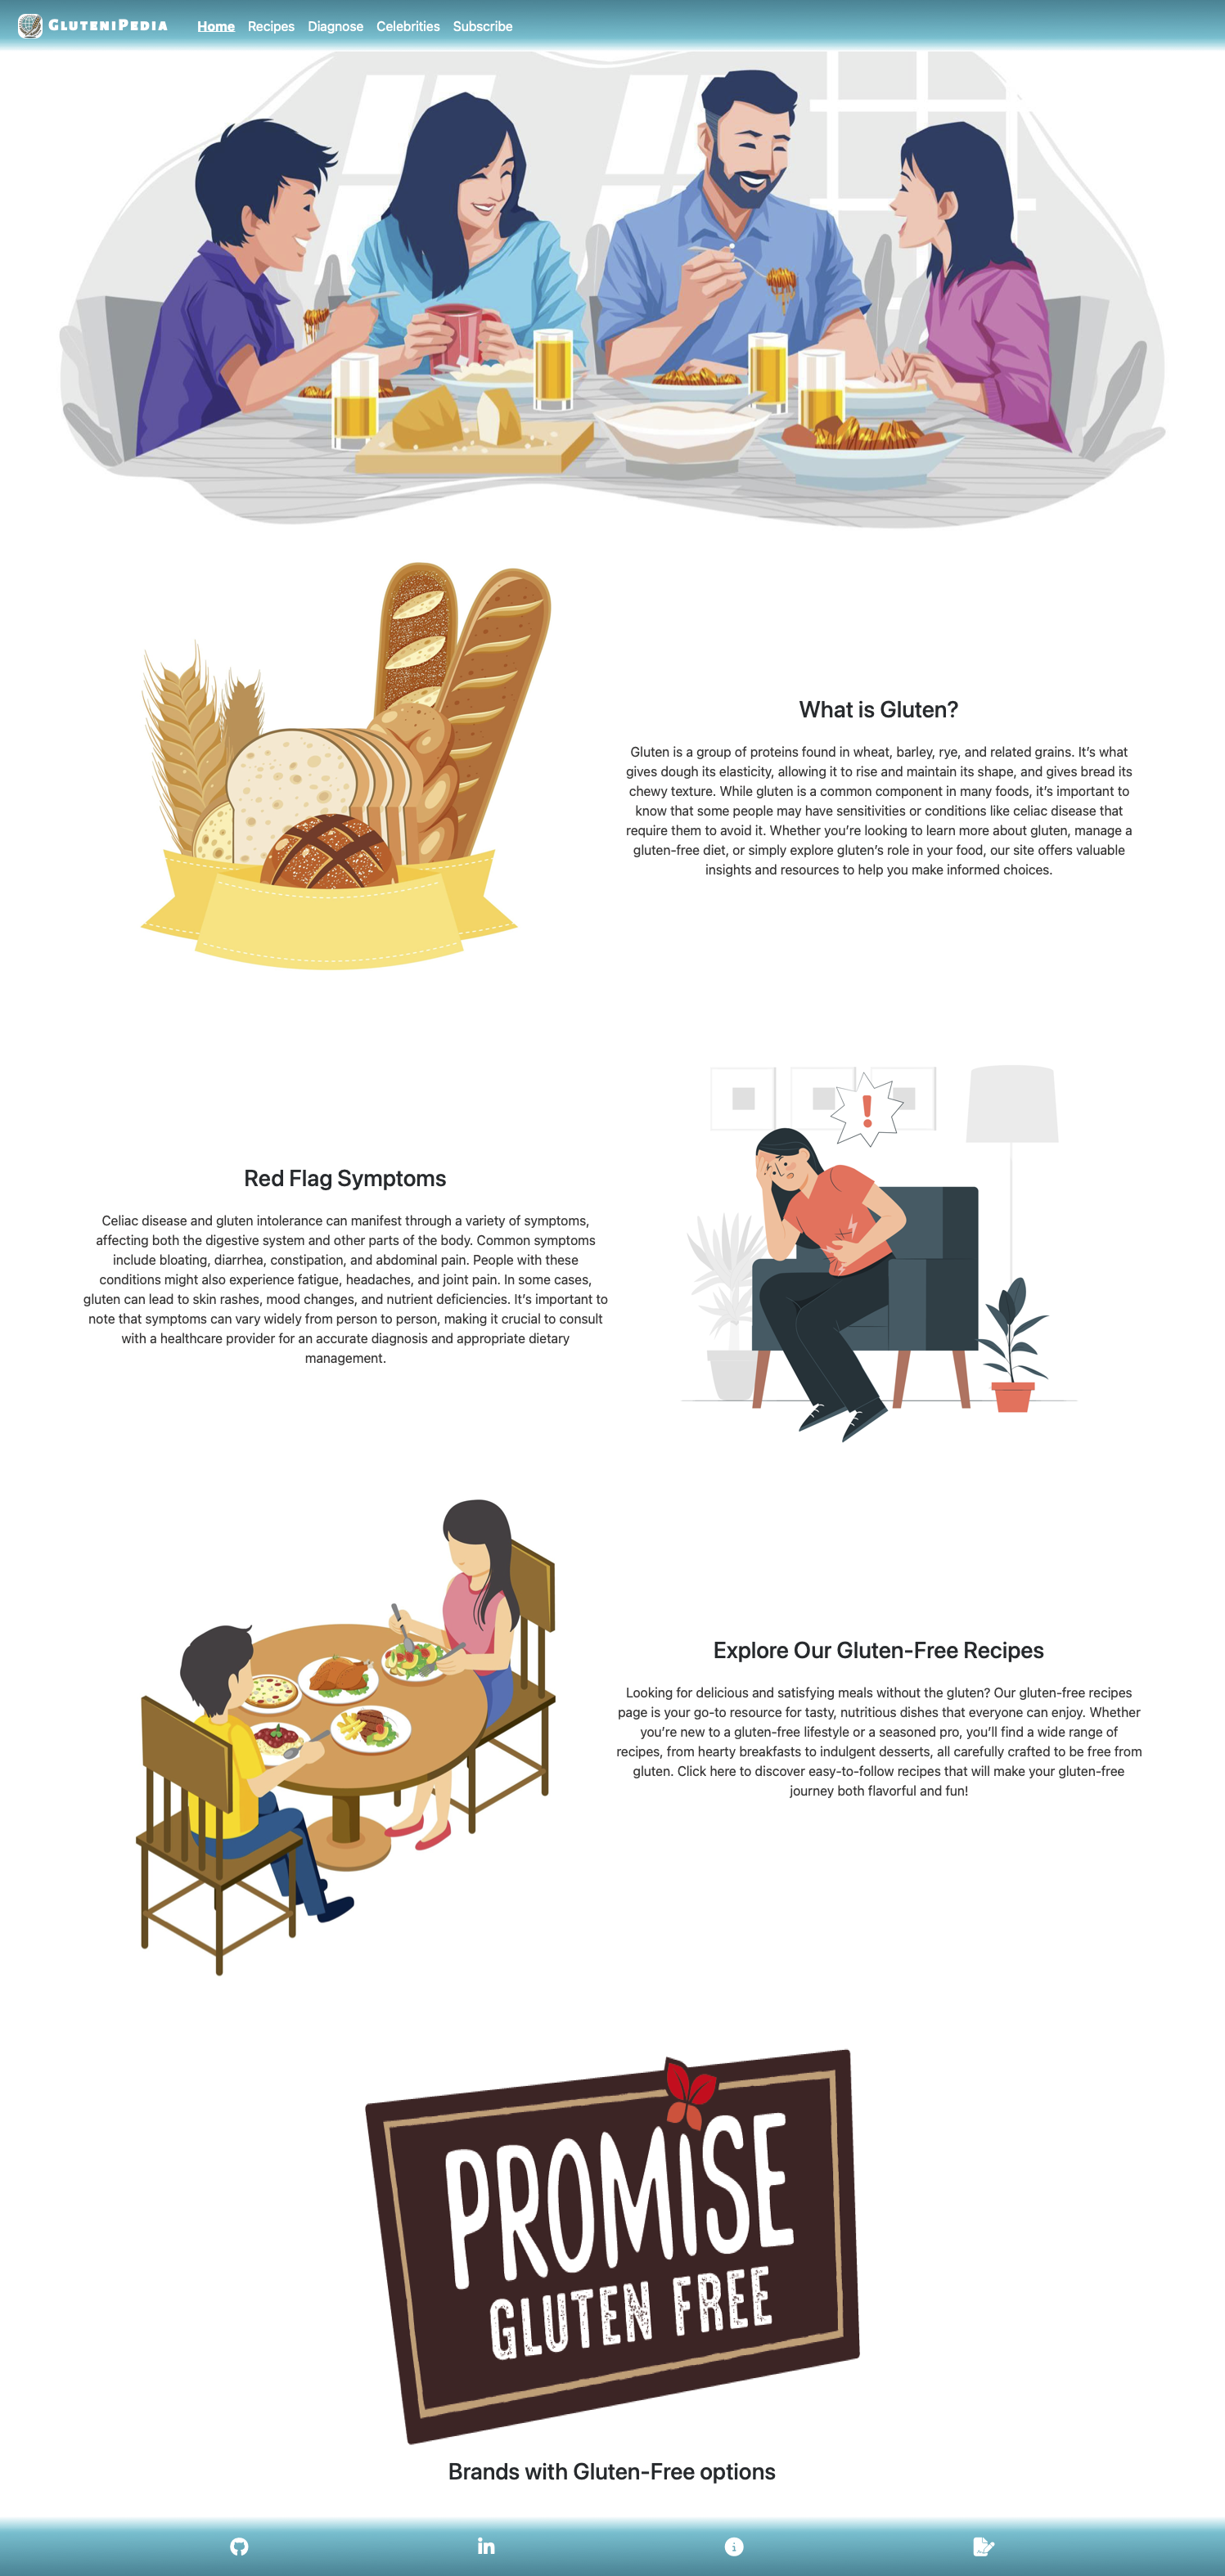 GLUTENIPEDIA Home Recipes Diagnose Celebrities Subscribe
What is Gluten?
Gluten is a group of proteins found in wheat, barley, rye, and related grains. It’s what
gives dough its elasticity, allowing it to rise and maintain its shape, and gives bread its
chewy texture. While gluten is a common component in many foods, it’s important to
know that some people may have sensitivities or conditions like celiac disease that
require them to avoid it. Whether you’re looking to learn more about gluten, manage a
gluten-free diet, or simply explore gluten’s role in your food, our site offers valuable
insights and resources to help you make informed choices.
!
Red Flag Symptoms
Celiac disease and gluten intolerance can manifest through a variety of symptoms,
affecting both the digestive system and other parts of the body. Common symptoms
include bloating, diarrhea, constipation, and abdominal pain. People with these
conditions might also experience fatigue, headaches, and joint pain. In some cases,
gluten can lead to skin rashes, mood changes, and nutrient deficiencies. It’s important to
note that symptoms can vary widely from person to person, making it crucial to consult
with a healthcare provider for an accurate diagnosis and appropriate dietary
management.
Explore Our Gluten-Free Recipes
Looking for delicious and satisfying meals without the gluten? Our gluten-free recipes
page is your go-to resource for tasty, nutritious dishes that everyone can enjoy. Whether
you’re new to a gluten-free lifestyle or a seasoned pro, you’ll find a wide range of
recipes, from hearty breakfasts to indulgent desserts, all carefully crafted to be free from
gluten. Click here to discover easy-to-follow recipes that will make your gluten-free
journey both flavorful and fun!
PROMiSE
GLUTEN FREE
Brands with Gluten-Free options